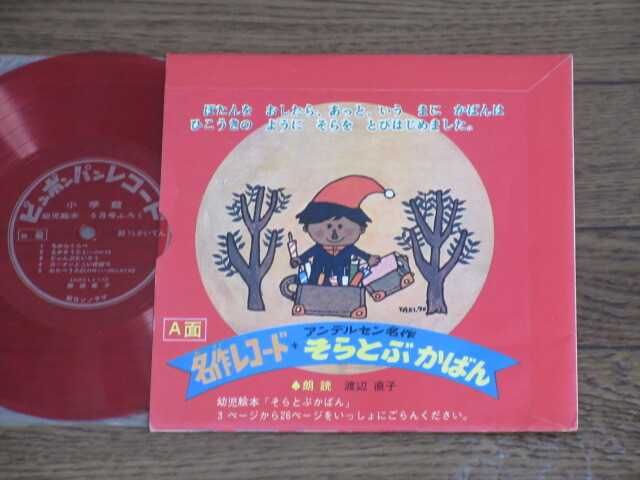 ぼたんを おしたら、あっと、いう まに かばんは
ひこうきの ように そらを とびはじめました。
A面
名作レコード+
アンデルセン名作
そらとぶかばん
♠朗読 渡辺 直子
幼児絵本「そらとぶかばん」
3ページから26ページをいっしょにごらんください。
ピンポンパンレコード
小学館
幼児絵本 5月号ふろく
33⅓かいてん
朝日ソノラマ